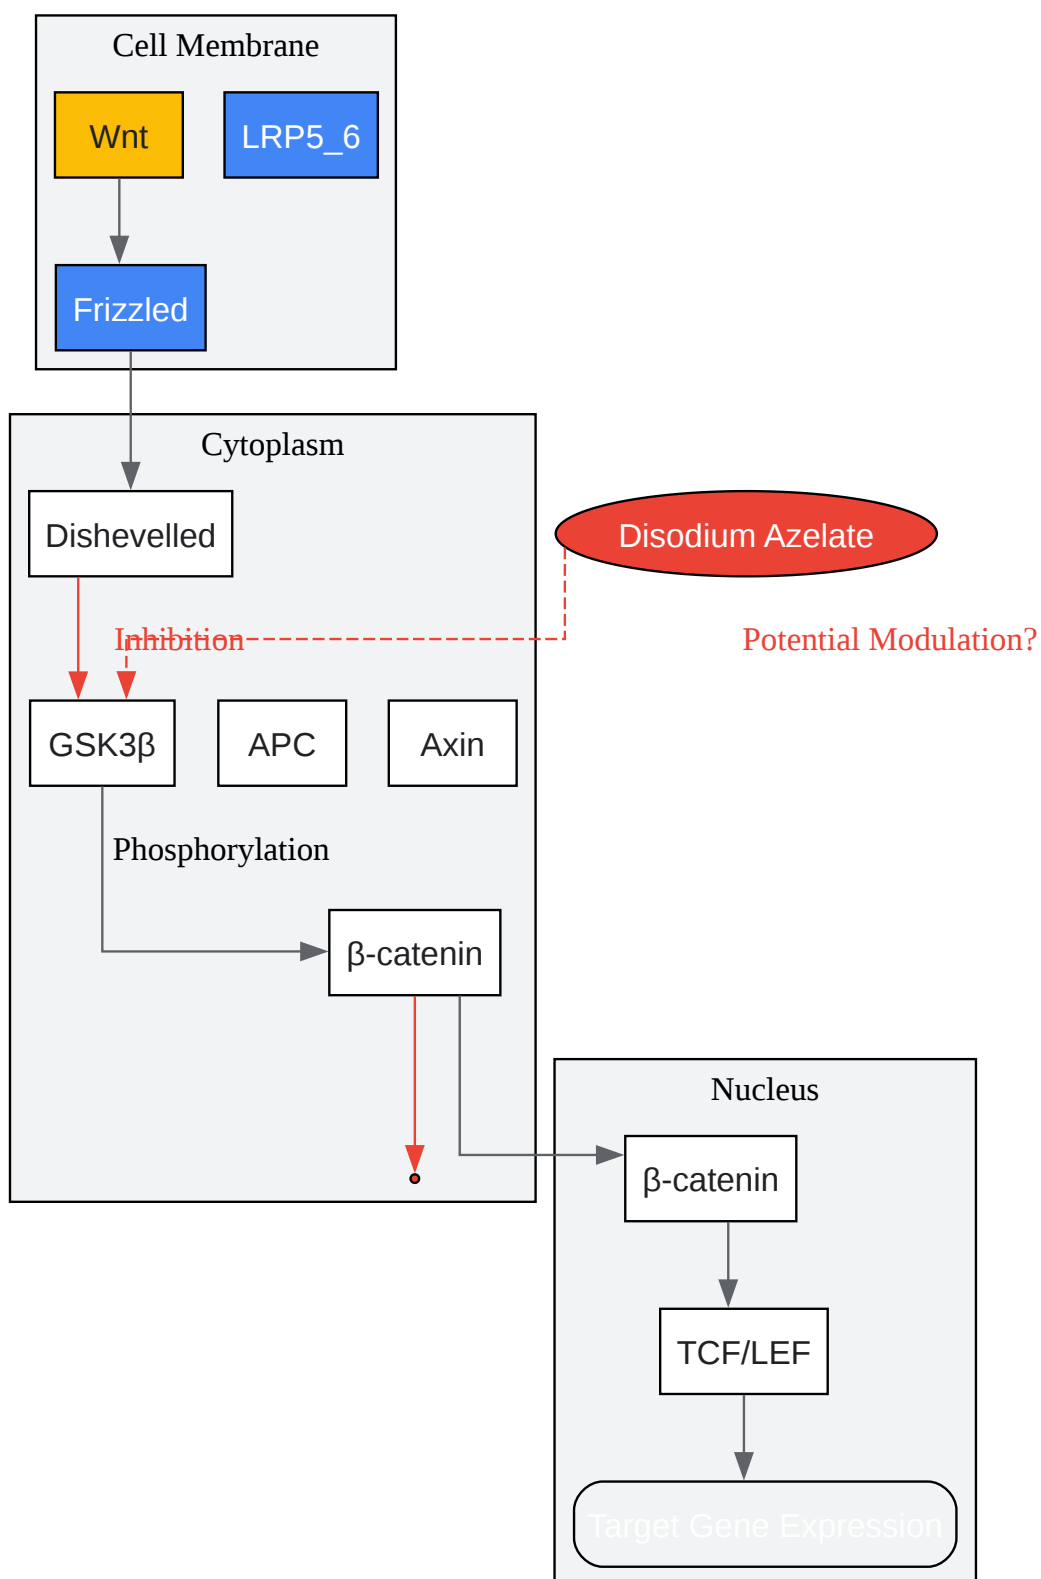 Cell Membrane
Wnt
LRP5_6
Frizzled
Cytoplasm
Dishevelled
Disodium Azelate
Inhibition
Potential Modulation?
GSK3β
APC
Axin
Phosphorylation
β-catenin
Nucleus
β-catenin
TCF/LEF
Target Gene Expression